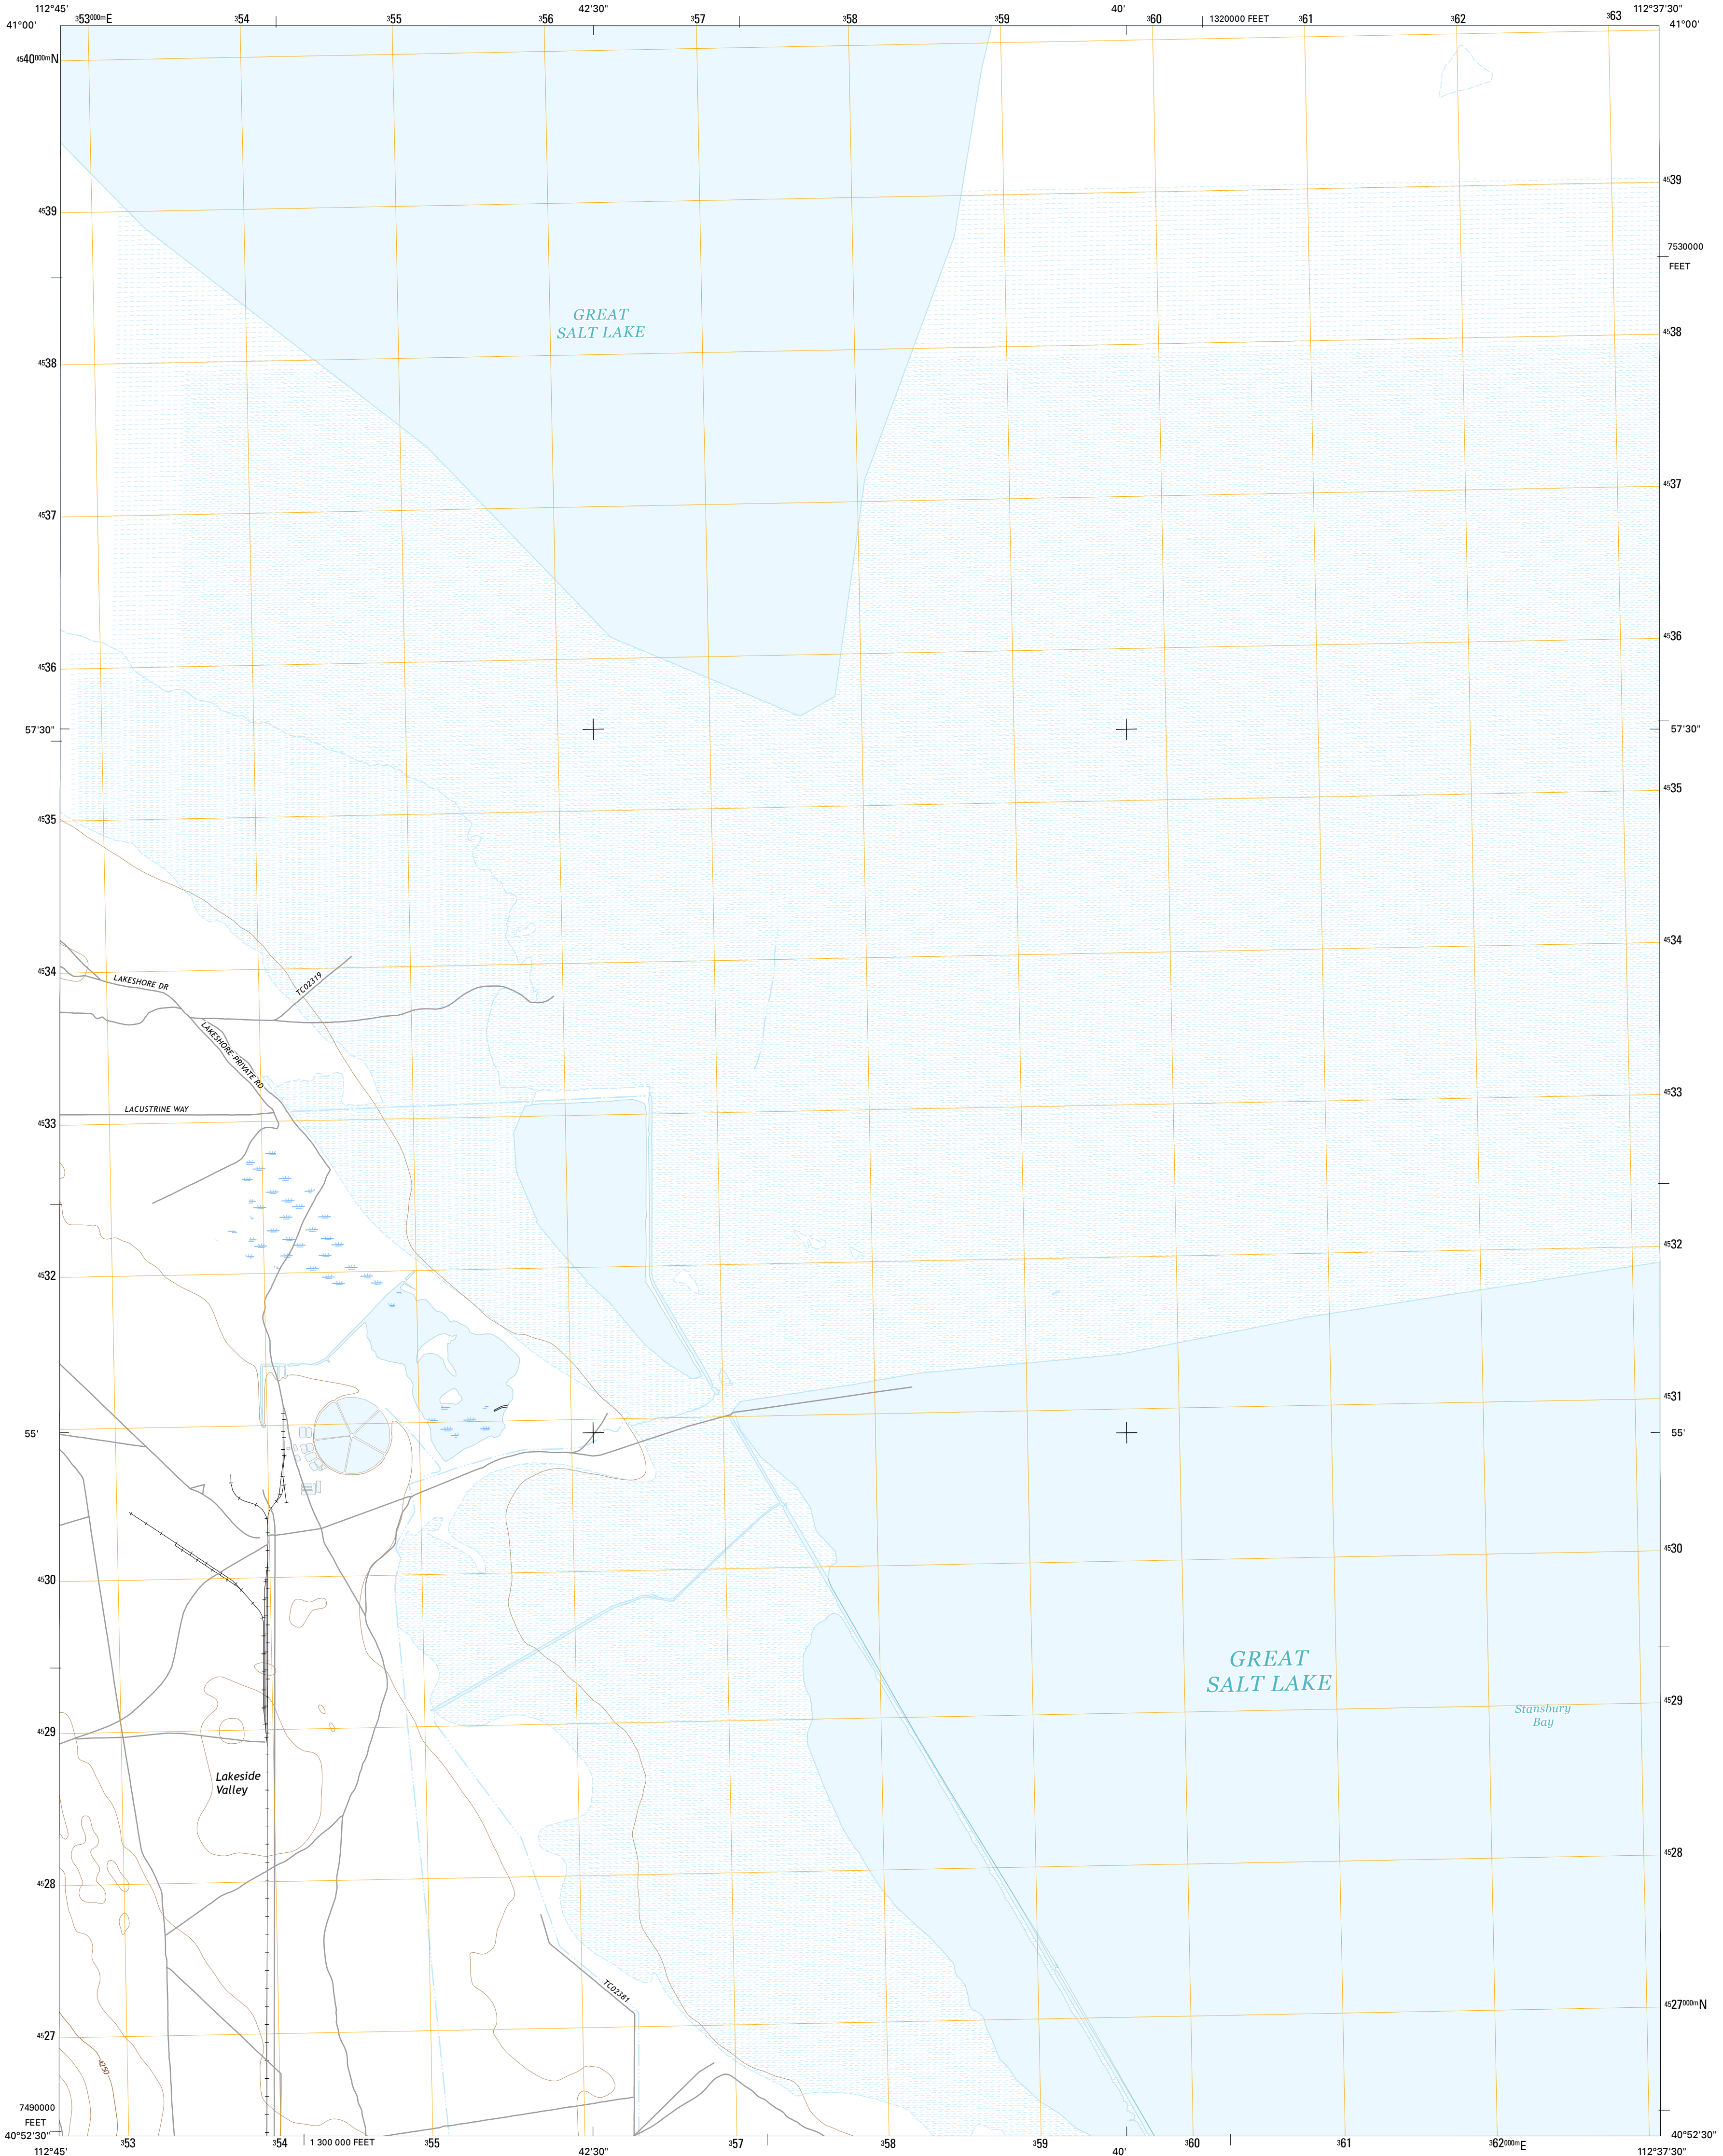 112°45'
³53⁰⁰⁰ᵐE
³54
³55
³56
42'30"
³57
³58
³59
40'
³60
1320000 FEET
³61
³62
³63
112°37'30"
41°00'
41°00'
⁴⁵40⁰⁰⁰ᵐN
⁴⁵39
⁴⁵39
7530000
FEET
GREAT
SALT LAKE
⁴⁵38
⁴⁵38
⁴⁵37
⁴⁵37
⁴⁵36
⁴⁵36
57'30"
57'30"
⁴⁵35
⁴⁵35
⁴⁵34
⁴⁵34
LAKESHORE DR
TC02319
LAKESHORE-PRIVATE RD
LACUSTRINE WAY
⁴⁵33
⁴⁵33
⁴⁵32
⁴⁵32
⁴⁵31
55'
55'
⁴⁵30
⁴⁵30
GREAT
SALT LAKE
⁴⁵29
⁴⁵29
Stansbury
Bay
Lakeside
Valley
⁴⁵28
⁴⁵28
TC02381
⁴⁵27⁰⁰⁰ᵐN
⁴⁵27
4250
7490000
FEET
40°52'30"
40°52'30"
112°45'
³53
³54
1 300 000 FEET
³55
42'30"
³57
³58
³59
40'
³60
³61
³62⁰⁰⁰ᵐE
112°37'30"